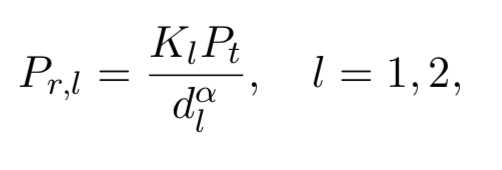 $P_{r,l} = \frac{K_l P_t}{d_l^{\alpha}}, \quad l = 1, 2,$